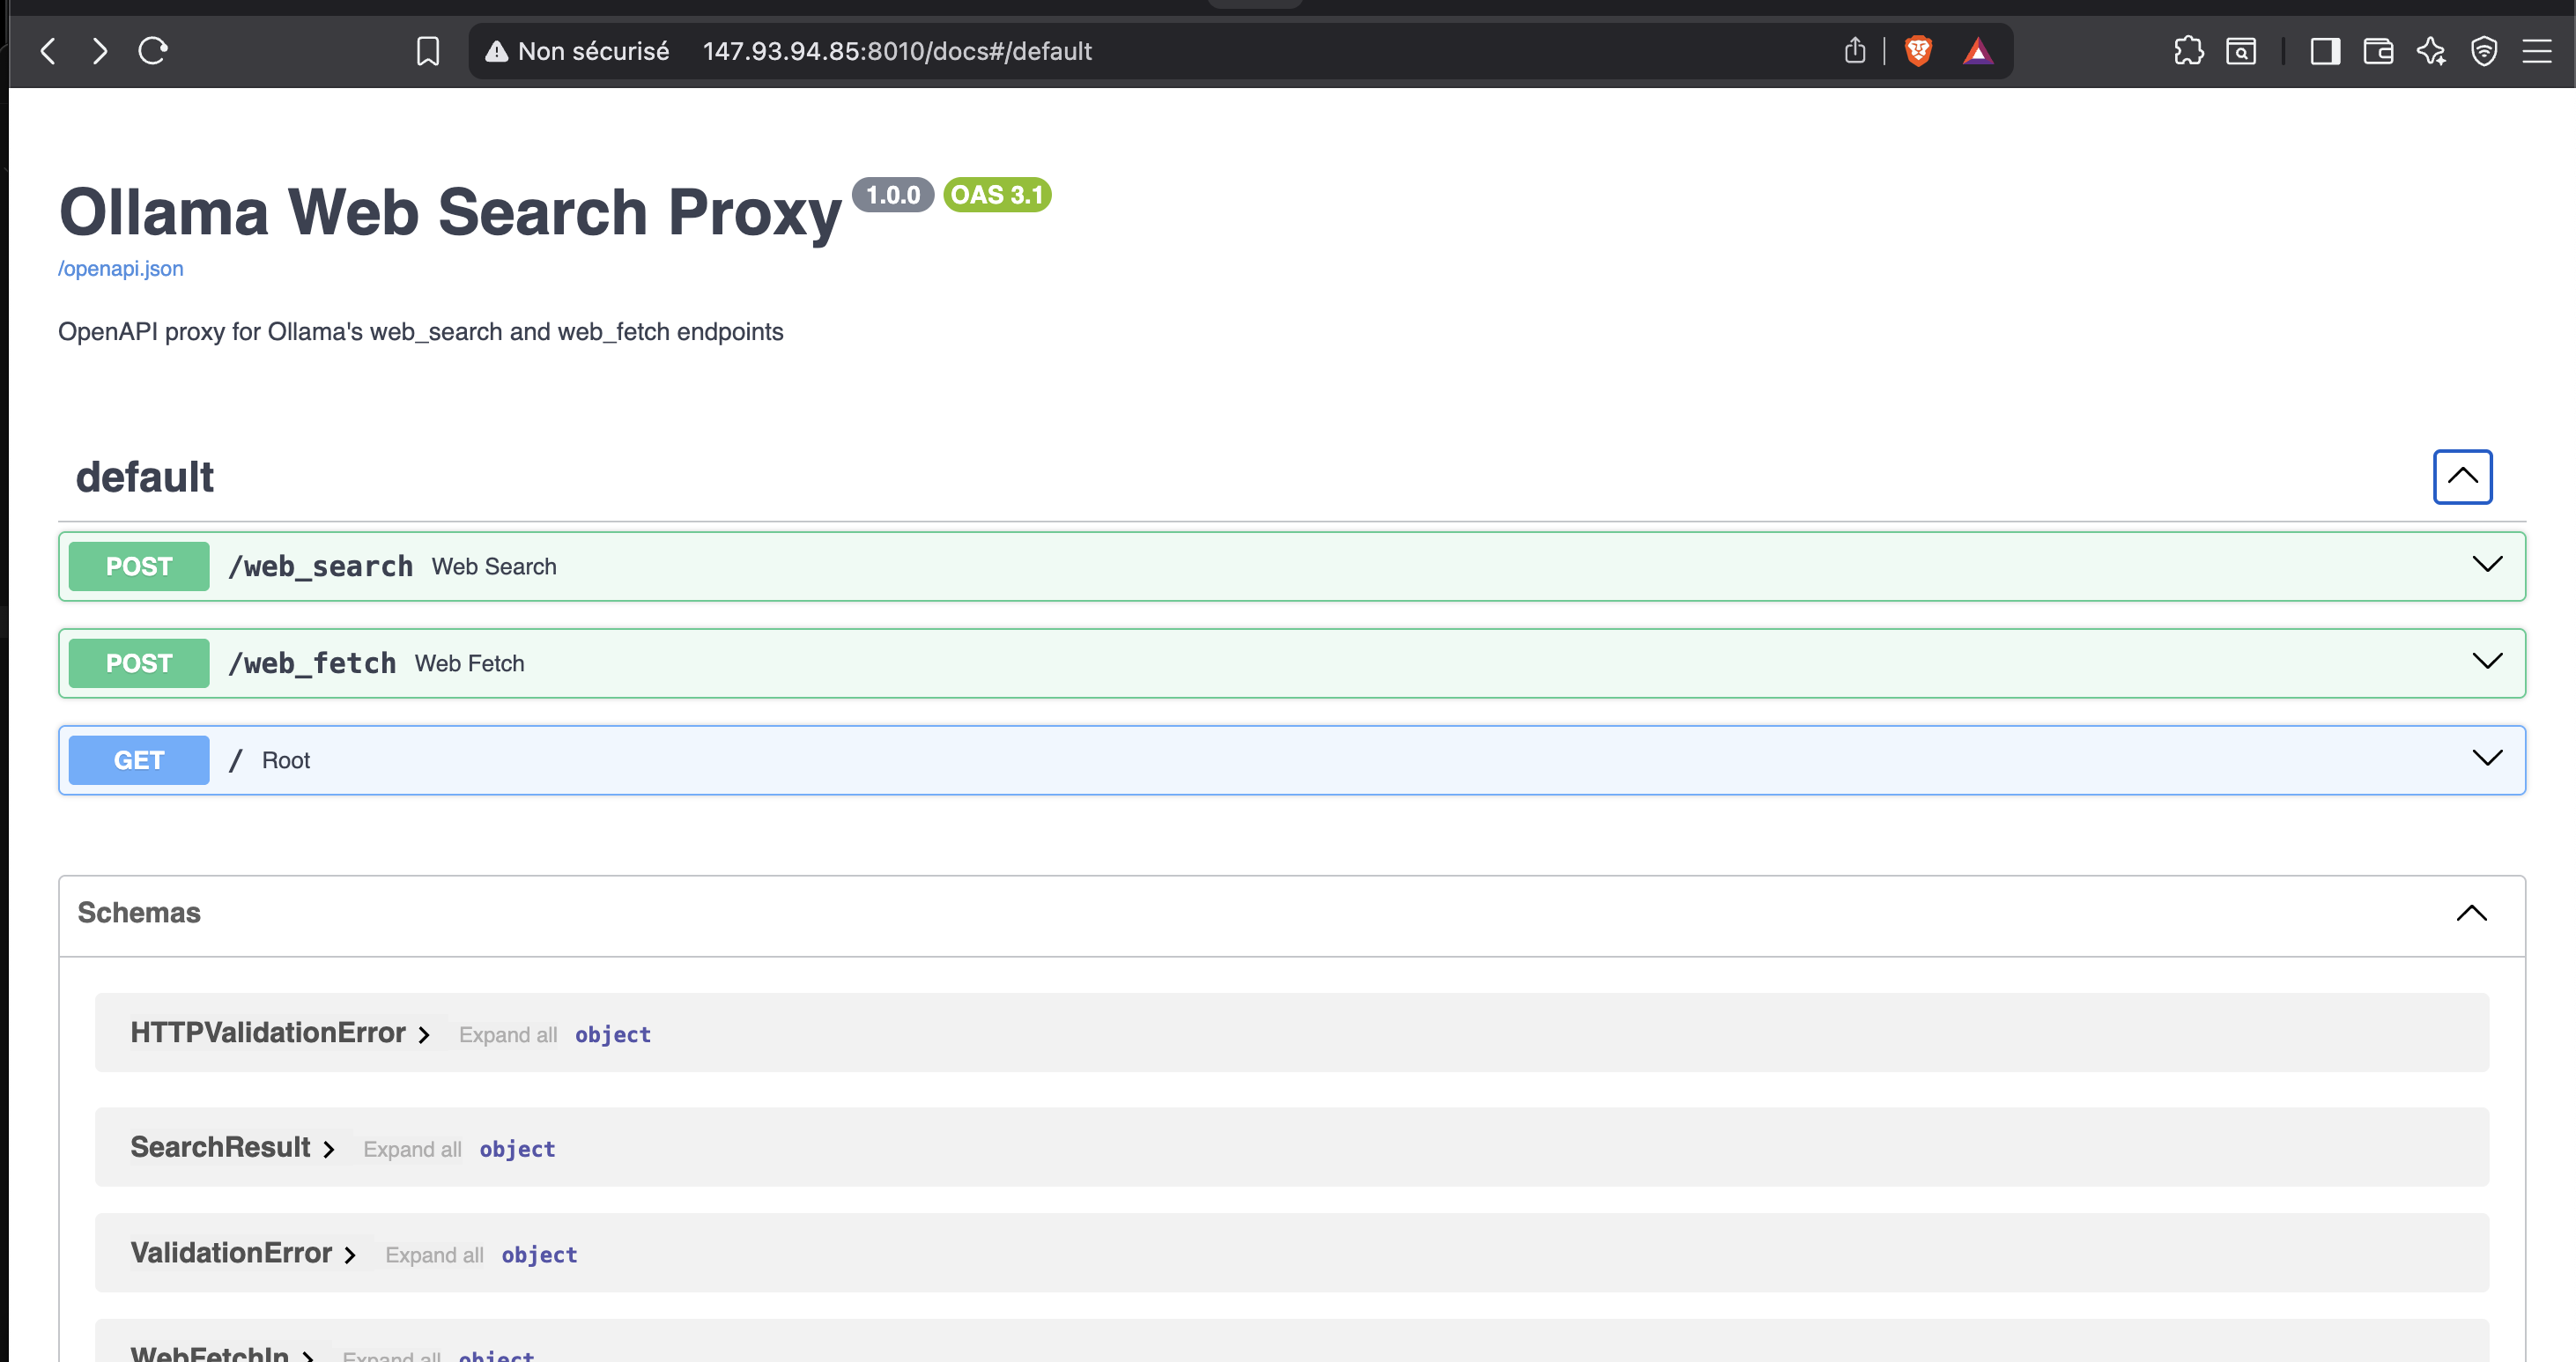 Non sécurisé 147.93.94.85:8010/docs#/default
Ollama Web Search Proxy 1.0.0 OAS 3.1
/openapi.json
OpenAPI proxy for Ollama's web_search and web_fetch endpoints
default
POST /web_search Web Search
POST /web_fetch Web Fetch
GET / Root
Schemas
HTTPValidationError Expand all object
SearchResult Expand all object
ValidationError Expand all object
WebFetchIn Expand all object